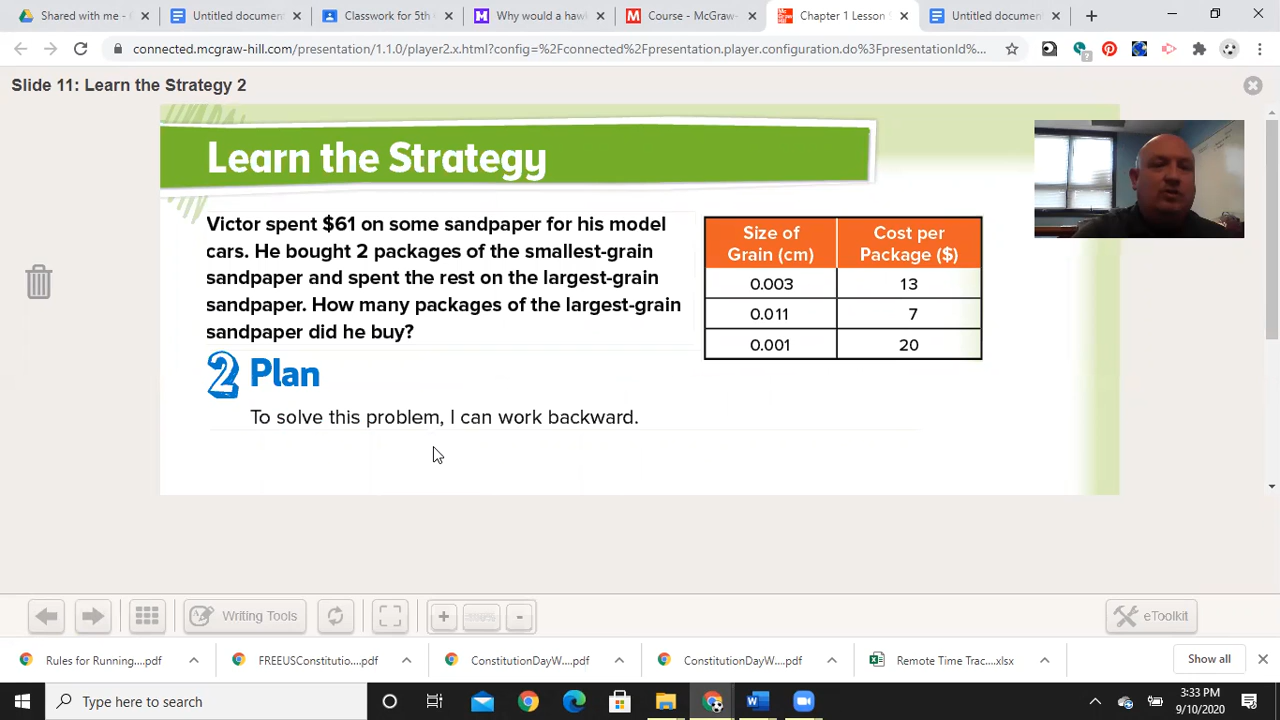 Shared with me -
Untitled documen
Classwork for 5th
Why would a haw
Course - McGraw-
Chapter 1 Lesson
Untitled documen
connected.mcgraw-hill.com/presentation/1.1.0/player2.x.html?config=%2Fconnected%2Fpresentation.player.configuration.do%3FpresentationId%...
Slide 11: Learn the Strategy 2
Learn the Strategy
Victor spent $61 on some sandpaper for his model
cars. He bought 2 packages of the smallest-grain
sandpaper and spent the rest on the largest-grain
sandpaper. How many packages of the largest-grain
sandpaper did he buy?
Size of Grain (cm) Cost per Package ($)
0.003 13
0.011 7
0.001 20
2 Plan
To solve this problem, I can work backward.
Writing Tools
eToolkit
Rules for Running....pdf
FREEUSConstitutio....pdf
ConstitutionDayW....pdf
ConstitutionDayW....pdf
Remote Time Trac....xlsx
Show all
Type here to search
3:33 PM
9/10/2020